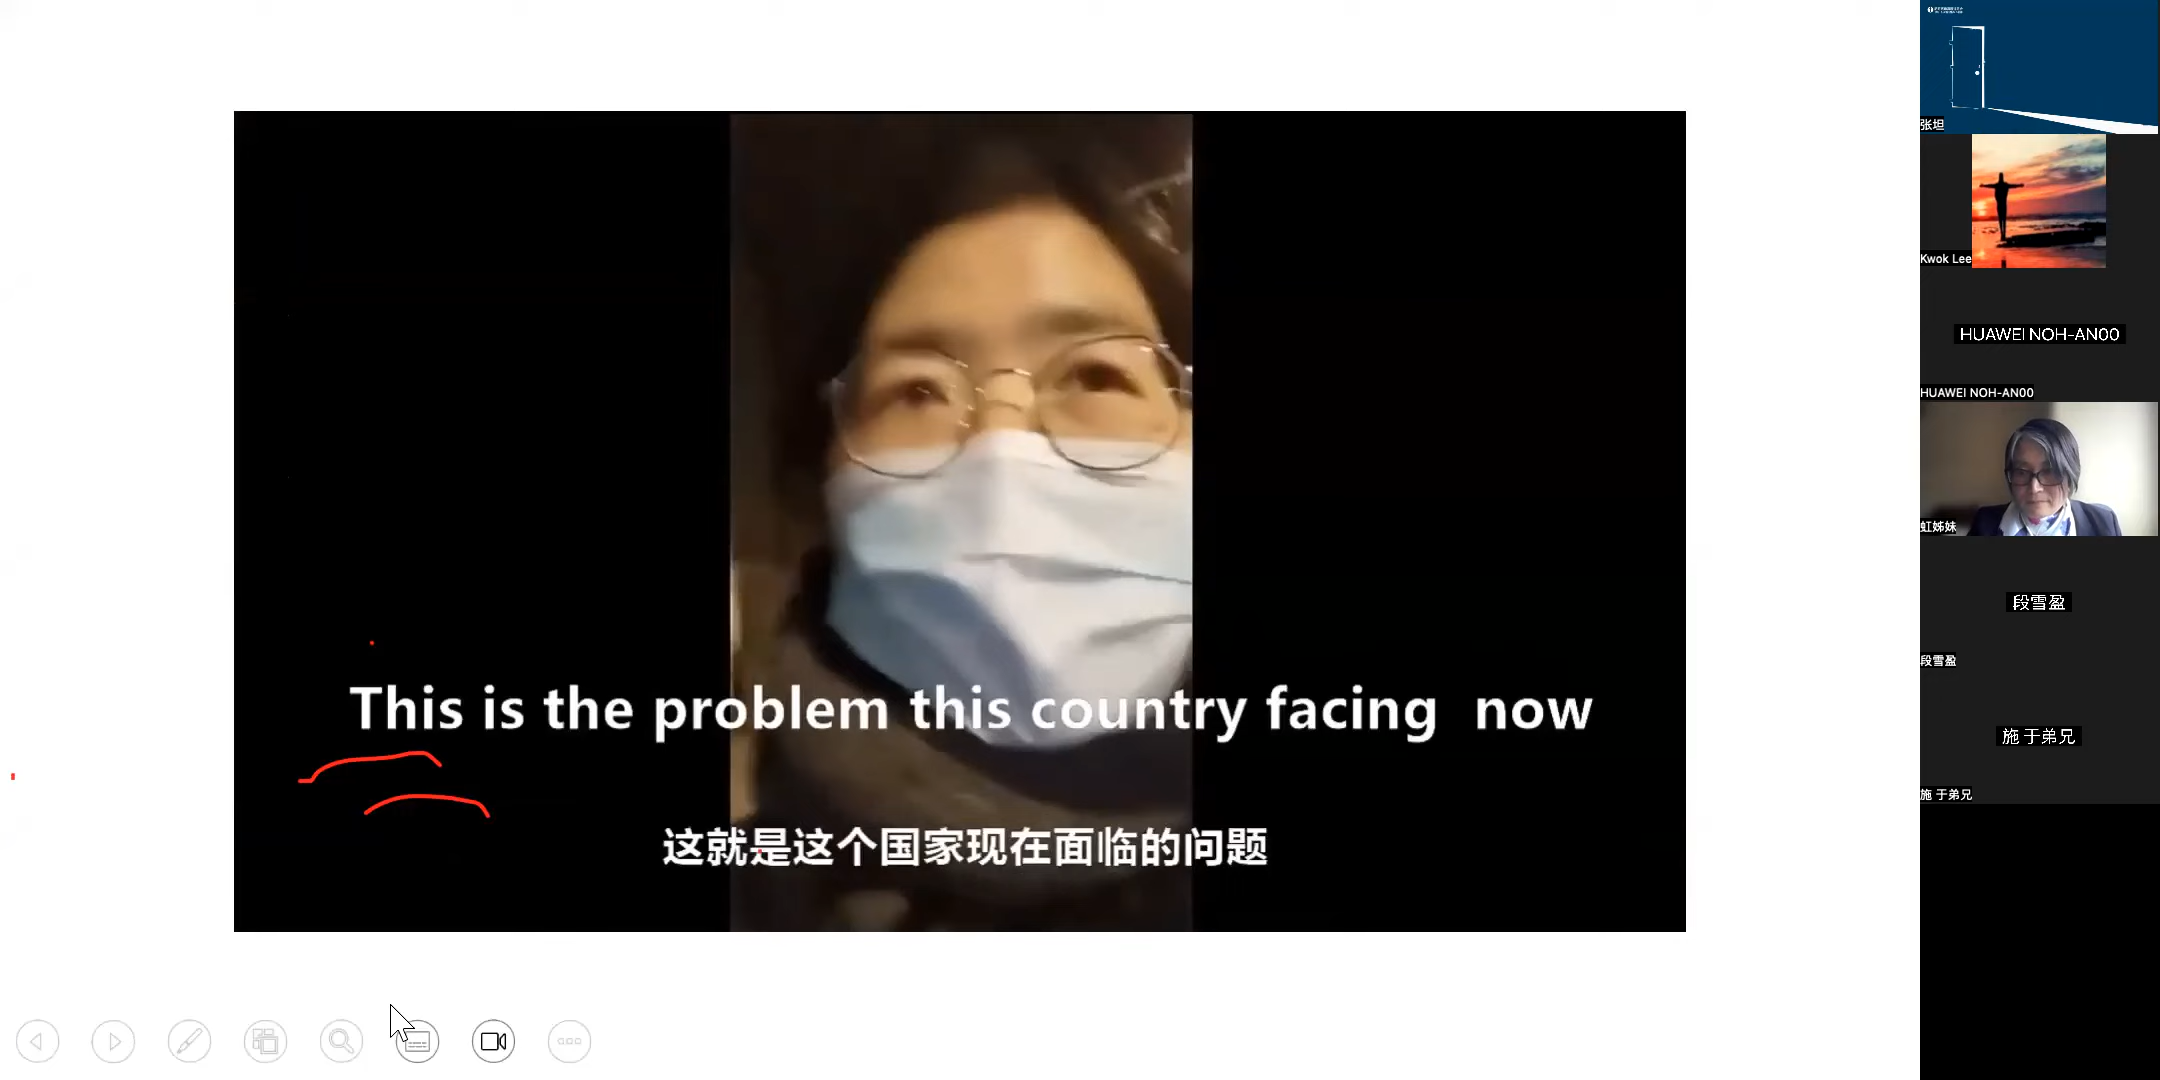 This is the problem this country facing now
这就是这个国家现在面临的问题
张坦
Kwok Lee
HUAWEI NOH-AN00
HUAWEI NOH-AN00
虹姊妹
段雪盈
段雪盈
施 于弟兄
施 于弟兄